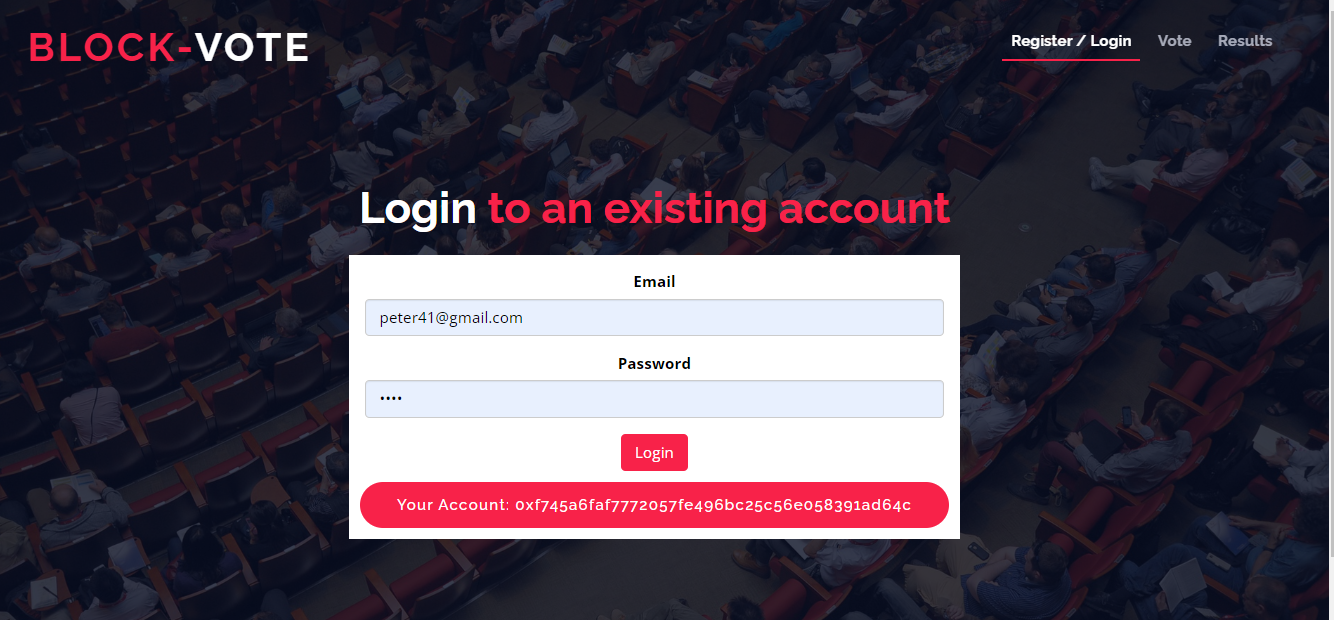 BLOCK-VOTE
Register / Login Vote Results
Login to an existing account
Email
peter41@gmail.com
Password
••••
Login
Your Account: 0xf745a6faf7772057fe496bc25c56e058391ad64c